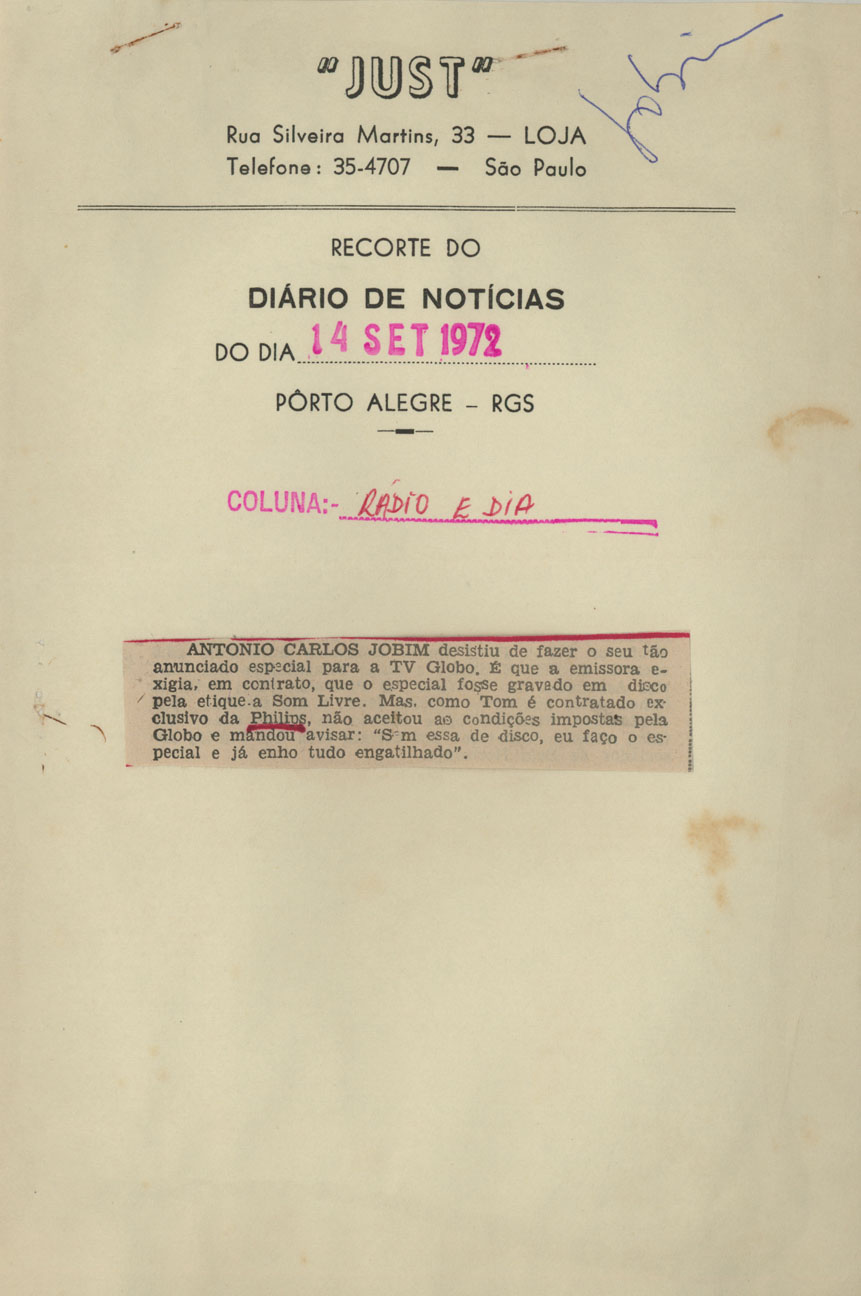 Jobim
"JUST"
Rua Silveira Martins, 33 — LOJA
Telefone: 35-4707 — São Paulo
RECORTE DO
DIÁRIO DE NOTÍCIAS
DO DIA 14 SET 1972
PÔRTO ALEGRE – RGS
COLUNA:- RÁDIO E DIA
ANTONIO CARLOS JOBIM desistiu de fazer o seu tão
anunciado especial para a TV Globo. É que a emissora e-
xigia, em contrato, que o especial fosse gravado em disco
pela etique.a Som Livre. Mas, como Tom é contratado ex
clusivo da Philips, não aceitou as condições impostas pela
Globo e mandou avisar: "S m essa de disco, eu faço o es-
pecial e já enho tudo engatilhado".